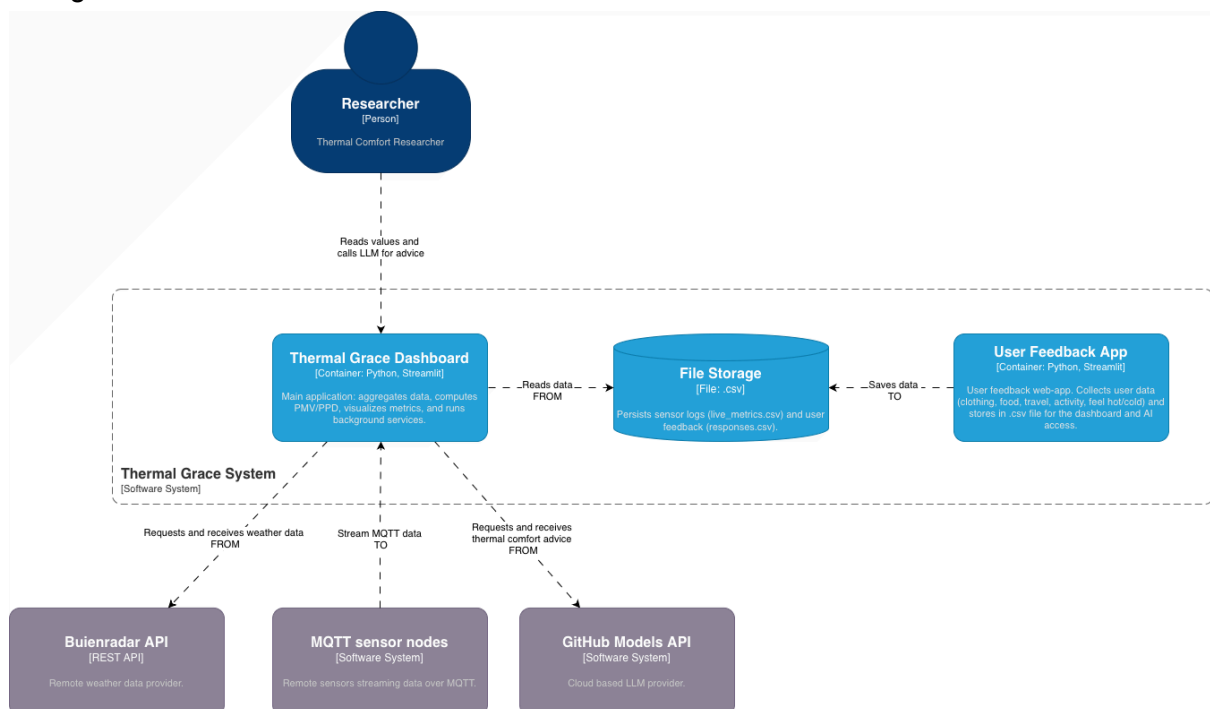 Researcher
[Person]
Thermal Comfort Researcher
Reads values and
calls LLM for advice
Thermal Grace Dashboard
[Container: Python, Streamlit]
Main application: aggregates data, computes
PMV/PPD, visualizes metrics, and runs
background services.
Reads data
FROM
File Storage
[File: .csv]
Persists sensor logs (live_metrics.csv) and user
feedback (responses.csv).
Saves data
TO
User Feedback App
[Container: Python, Streamlit]
User feedback web-app. Collects user data
(clothing, food, travel, activity, feel hot/cold) and
stores in .csv file for the dashboard and AI
access.
Thermal Grace System
[Software System]
Requests and receives weather data
FROM
Stream MQTT data
TO
Requests and receives
thermal comfort advice
FROM
Buienradar API
[REST API]
Remote weather data provider.
MQTT sensor nodes
[Software System]
Remote sensors streaming data over MQTT.
GitHub Models API
[Software System]
Cloud based LLM provider.